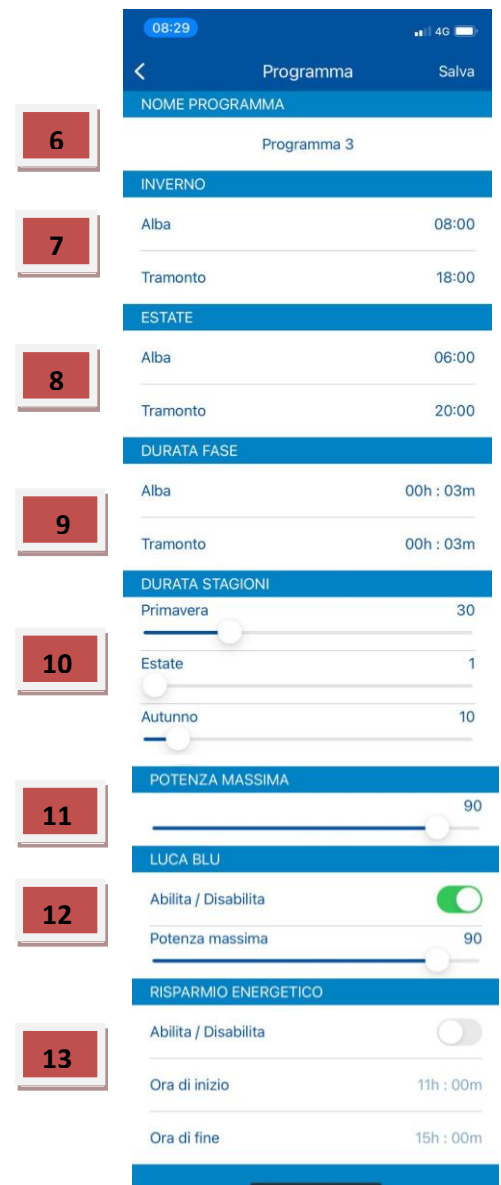 08:29 4G
Programma Salva
NOME PROGRAMMA
6 Programma 3
INVERNO
Alba 08:00
7
Tramonto 18:00
ESTATE
Alba 06:00
8
Tramonto 20:00
DURATA FASE
Alba 00h : 03m
9
Tramonto 00h : 03m
DURATA STAGIONI
Primavera 30
10 Estate 1
Autunno 10
POTENZA MASSIMA
11 90
LUCA BLU
12 Abilita / Disabilita
Potenza massima 90
RISPARMIO ENERGETICO
Abilita / Disabilita
13
Ora di inizio 11h : 00m
Ora di fine 15h : 00m